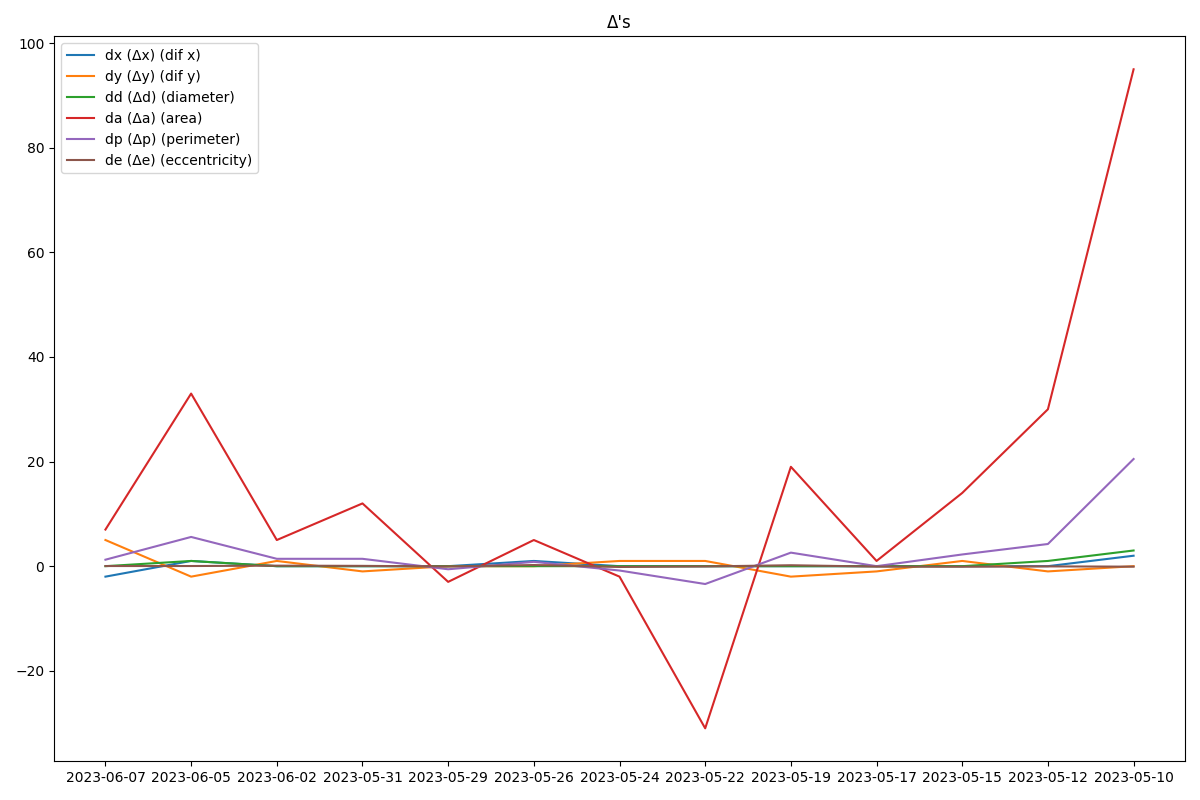 Δ's
dx (Δx) (dif x)
dy (Δy) (dif y)
dd (Δd) (diameter)
da (Δa) (area)
dp (Δp) (perimeter)
de (Δe) (eccentricity)
100
80
60
40
20
0
−20
2023-06-07 2023-06-05 2023-06-02 2023-05-31 2023-05-29 2023-05-26 2023-05-24 2023-05-22 2023-05-19 2023-05-17 2023-05-15 2023-05-12 2023-05-10